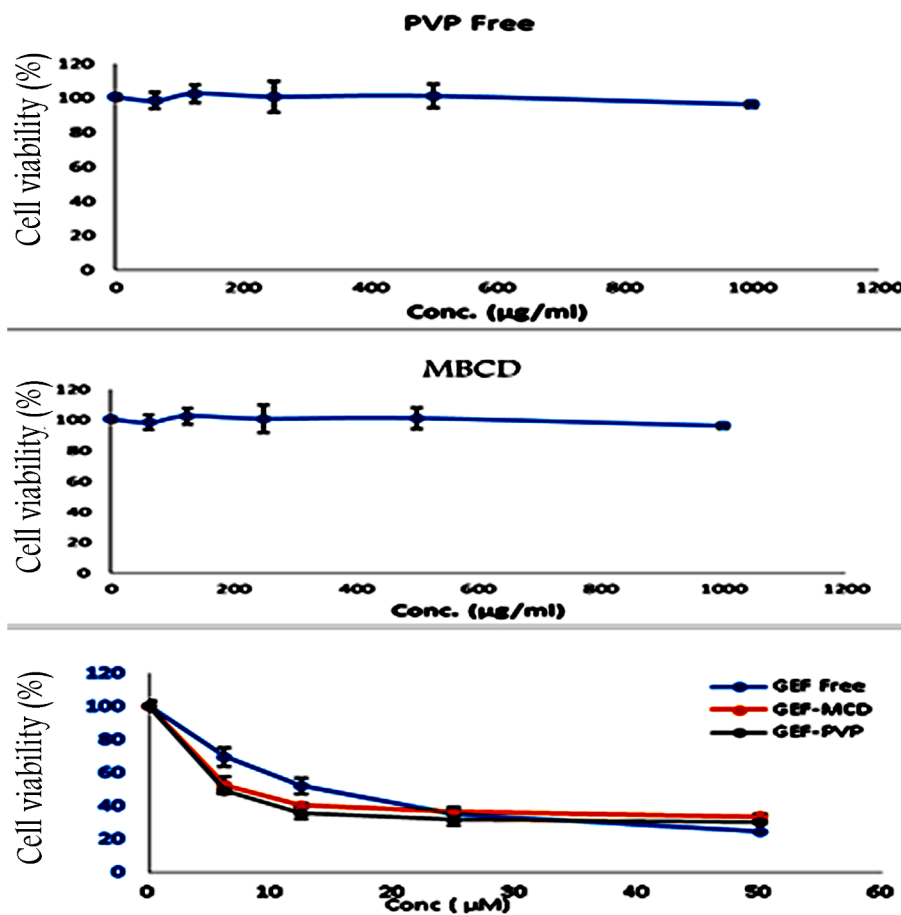 PVP Free
Cell viability (%)
120
100
80
60
40
20
0
0 200 400 600 800 1000 1200
Conc. (µg/ml)
MBCD
Cell viability (%)
120
100
80
60
40
20
0
0 200 400 600 800 1000 1200
Conc. (µg/ml)
Cell viability (%)
120
100
80
60
40
20
0
GEF Free
GEF-MCD
GEF-PVP
0 10 20 30 40 50 60
Conc ( µM)